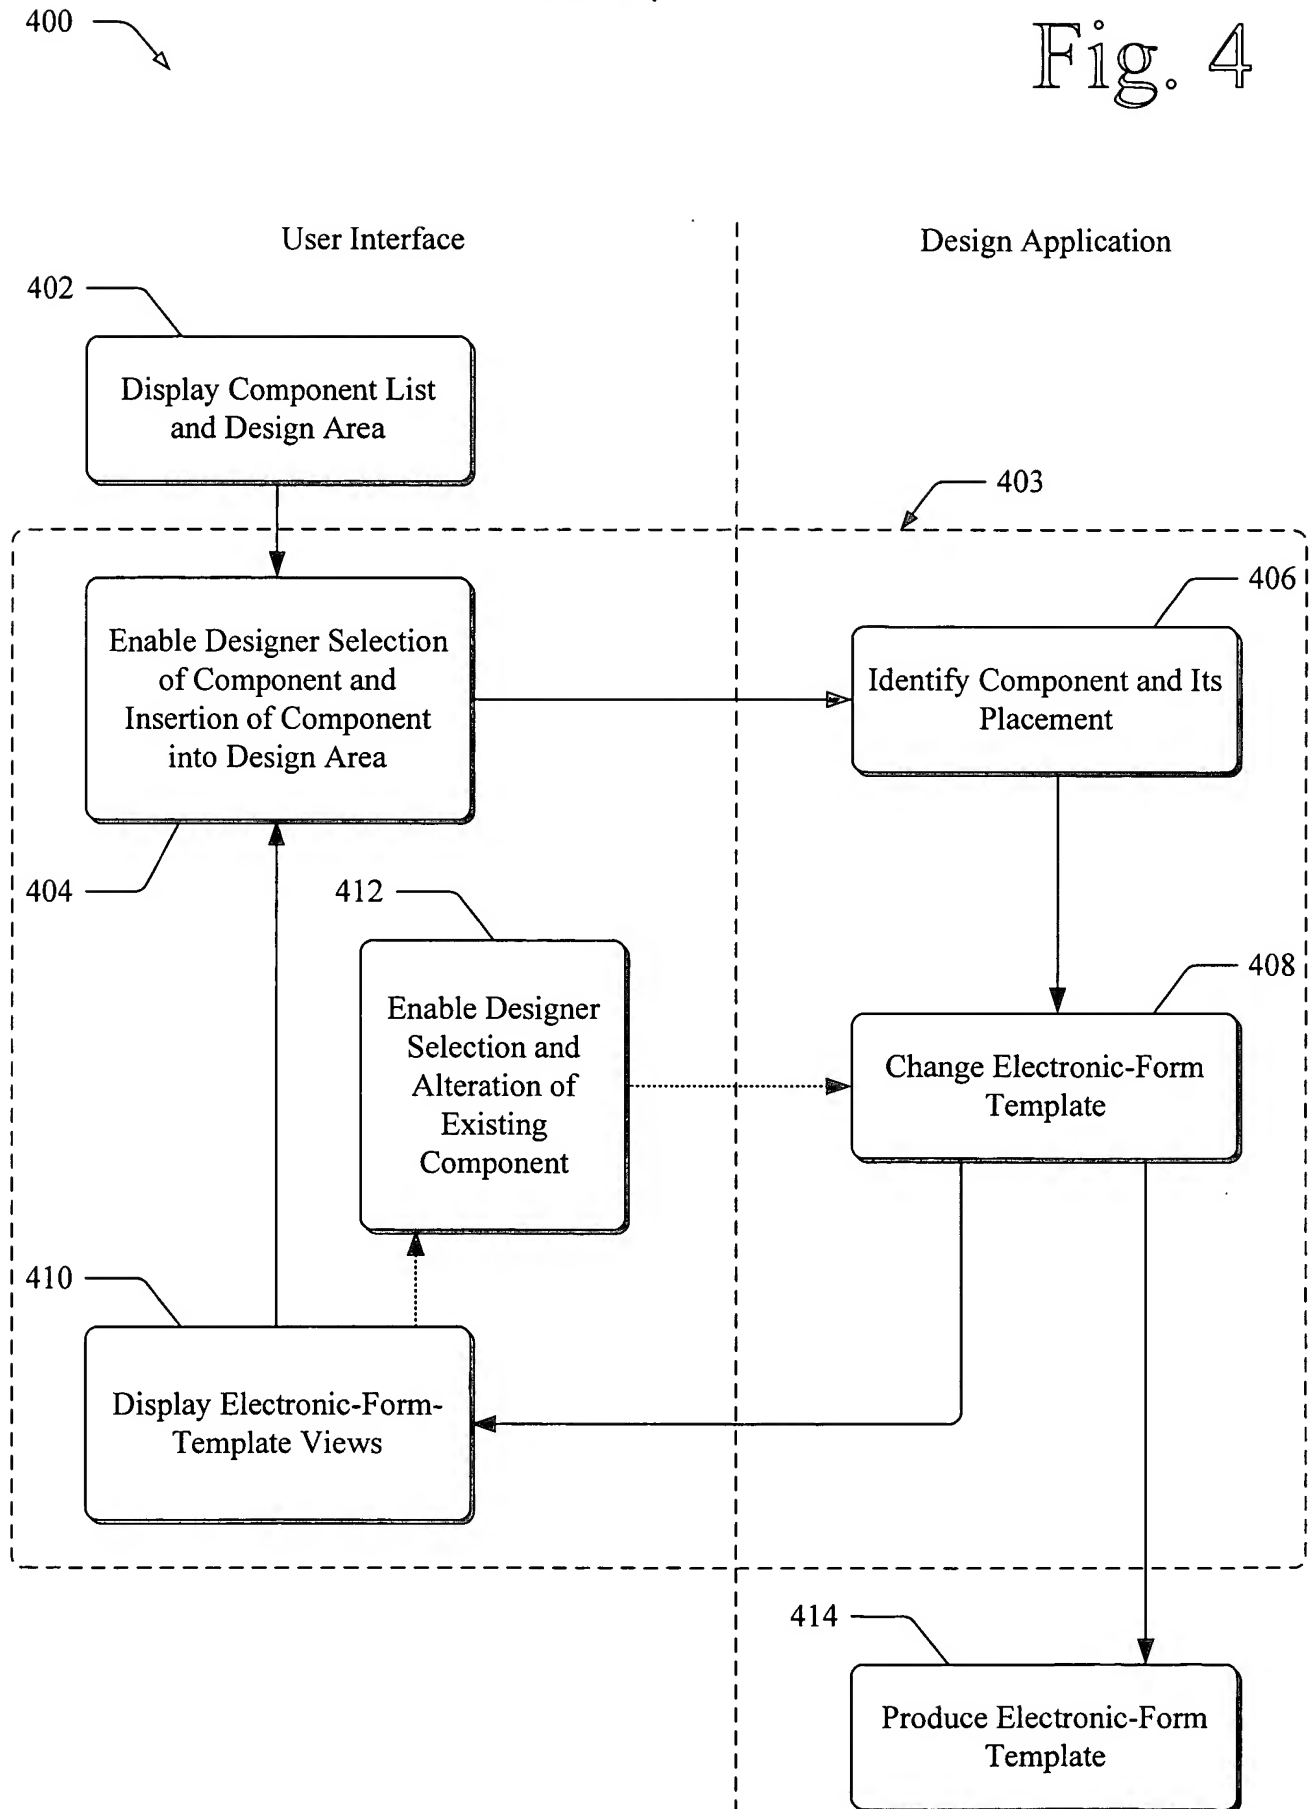 400
Fig. 4
User Interface
Design Application
402
Display Component List
and Design Area
403
406
Enable Designer Selection
of Component and
Insertion of Component
into Design Area
Identify Component and Its
Placement
404
412
408
Enable Designer
Selection and
Alteration of
Existing
Component
Change Electronic-Form
Template
410
Display Electronic-Form-
Template Views
414
Produce Electronic-Form
Template